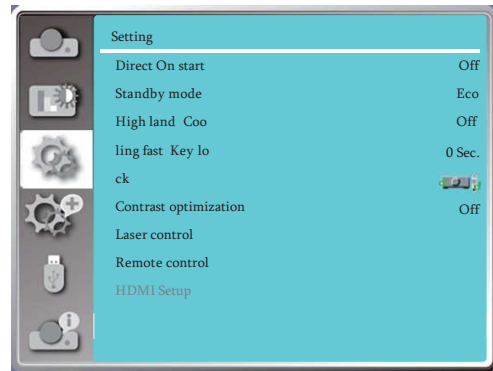 Setting
Direct On start Off
Standby mode Eco
High land Coo Off
ling fast Key lo 0 Sec.
ck
Contrast optimization Off
Laser control
Remote control
HDMI Setup